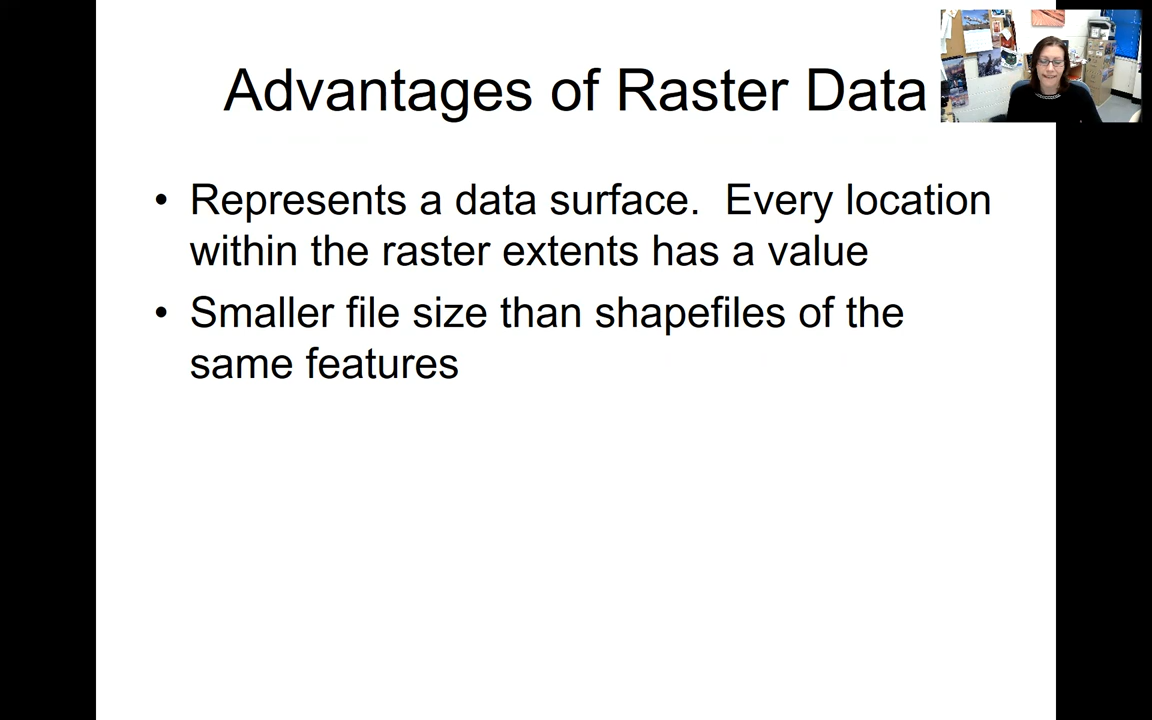 Advantages of Raster Data
• Represents a data surface.  Every location
within the raster extents has a value
• Smaller file size than shapefiles of the
same features